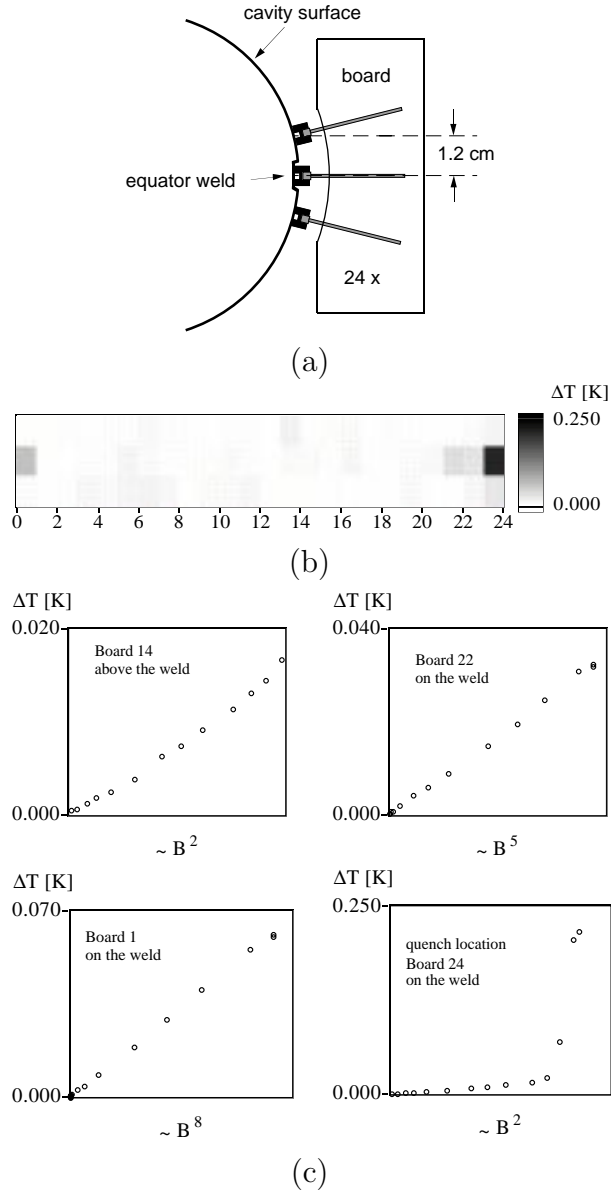 cavity surface
board
1.2 cm
equator weld
24 x
(a)
ΔT [K]
0.250
0.000
0 2 4 6 8 10 12 14 16 18 20 22 24
(b)
ΔT [K]
0.020
Board 14
above the weld
0.000
~ B 2
ΔT [K]
0.040
Board 22
on the weld
0.000
~ B 5
ΔT [K]
0.070
Board 1
on the weld
0.000
~ B 8
ΔT [K]
0.250
quench location
Board 24
on the weld
0.000
~ B 2
(c)